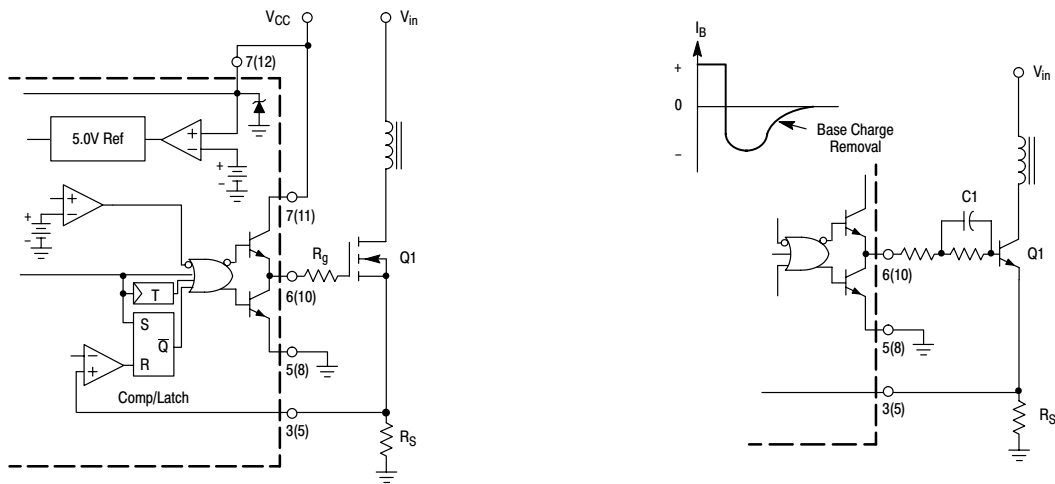 VCC
Vin
7(12)
5.0V Ref
+
−
+
−
+
−
+
−
7(11)
Rg
Q1
6(10)
T
S
Q
R
−
+
5(8)
Comp/Latch
3(5)
RS
IB
+
0
−
Base Charge
Removal
Vin
C1
Q1
6(10)
5(8)
3(5)
RS